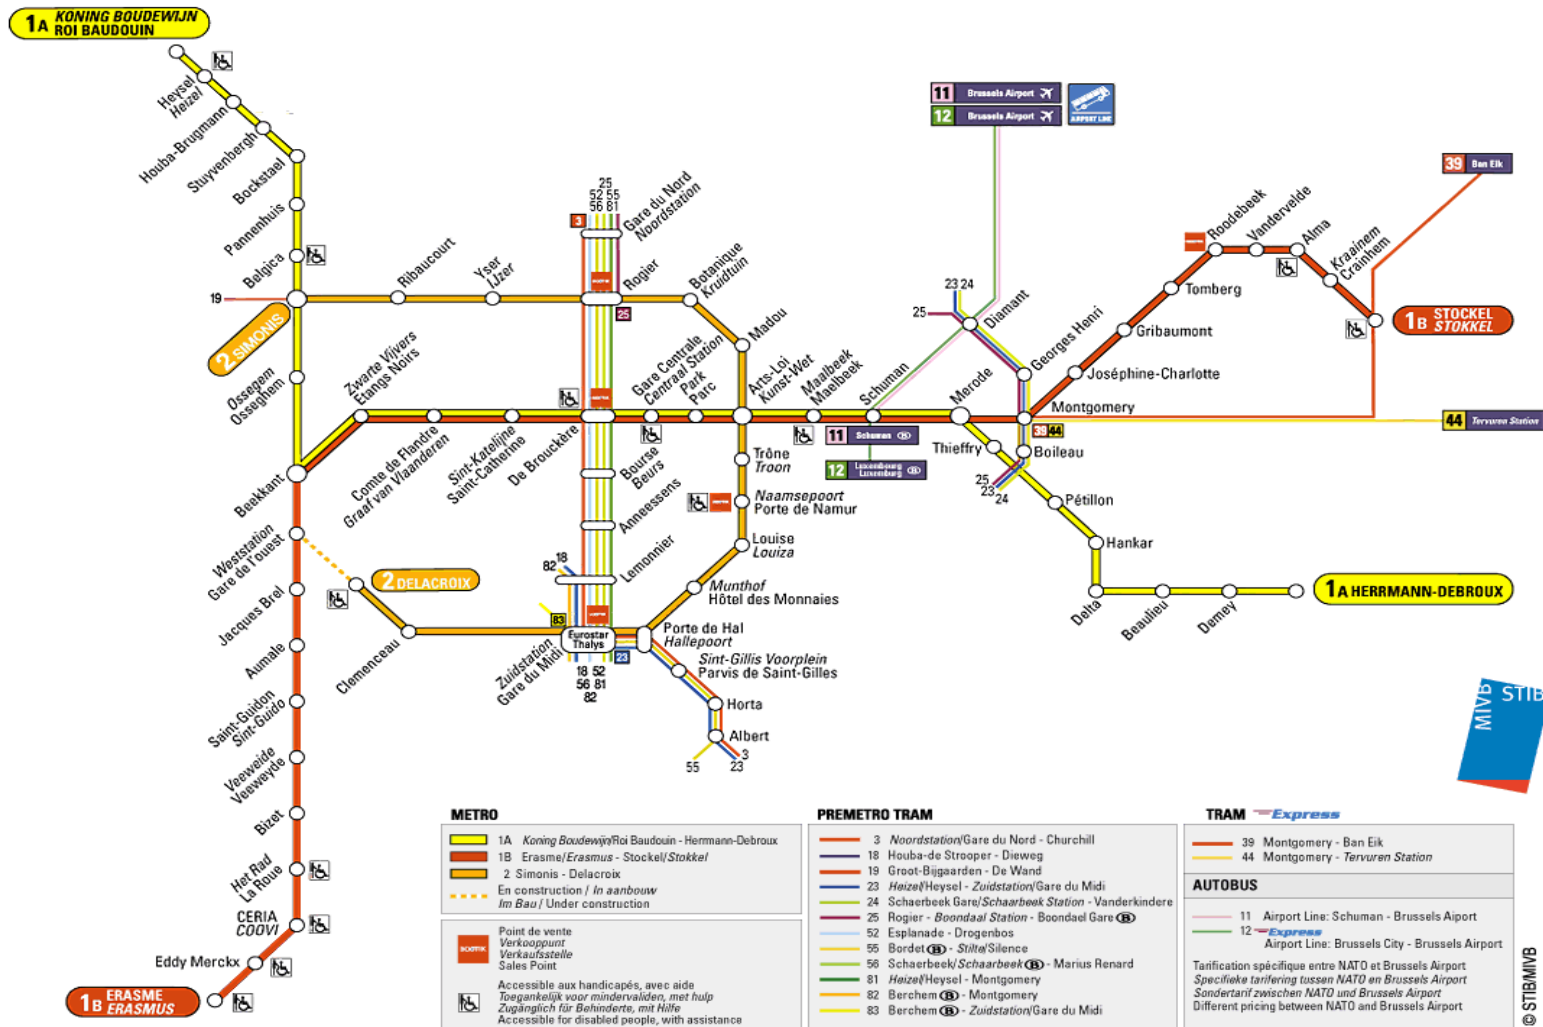 1A KONING BOUDEWIJN
ROI BAUDOUIN
Heysel
Heizel
Houba-Brugmann
Stuyvenbergh
Bockstael
Pannenhuis
Belgica
19
2 SIMONIS
Ossegem
Osseghem
Beekkant
Weststation
Gare de l'ouest
Jacques Brel
Aumale
Saint-Guidon
Sint-Guido
Veeweide
Veeweyde
Bizet
Het Rad
La Roue
CERIA
COOVI
Eddy Merckx
1B ERASME
ERASMUS
Ribaucourt
Yser
IJzer
25
52 55
56 81
3
Gare du Nord
Noordstation
Rogier
25
Botanique
Kruidtuin
Madou
Zwarte Vijvers
Etangs Noirs
Comte de Flandre
Graaf van Vlaanderen
Sint-Katelijne
Saint-Catherine
De Brouckère
Gare Centrale
Centraal Station
Park
Parc
Arts-Loi
Kunst-Wet
Maalbeek
Maelbeek
Schuman
Merode
11 Brussels Airport
12 Brussels Airport
AIRPORT LINE
11 Schuman B
12 Luxembourg
Luxemburg B
23 24
25
Diamant
Georges Henri
Montgomery
39 44
Boileau
25
23
24
Joséphine-Charlotte
Gribaumont
Tomberg
Roodebeek
Vandervelde
Alma
Kraainem
Crainhem
39 Ban Eik
1B STOCKEL
STOKKEL
44 Tervuren Station
Thieffry
Pétillon
Hankar
Delta
Beaulieu
Demey
1A HERRMANN-DEBROUX
Bourse
Beurs
Anneessens
Lemonnier
18
82
83
Eurostar
Thalys
Zuidstation
Gare du Midi
18 52
56 81
82
23
Trône
Troon
Naamsepoort
Porte de Namur
Louise
Louiza
Munthof
Hôtel des Monnaies
Porte de Hal
Hallepoort
Sint-Gillis Voorplein
Parvis de Saint-Gilles
Horta
Albert
55
3
23
2 DELACROIX
Clemenceau
METRO
1A Koning Boudewijn/Roi Baudouin - Herrmann-Debroux
1B Erasme/Erasmus - Stockel/Stokkel
2 Simonis - Delacroix
En construction / In aanbouw
Im Bau / Under construction
BOOTIK
Point de vente
Verkooppunt
Verkaufsstelle
Sales Point
Accessible aux handicapés, avec aide
Toegankelijk voor mindervaliden, met hulp
Zugänglich für Behinderte, mit Hilfe
Accessible for disabled people, with assistance
PREMETRO TRAM
3 Noordstation/Gare du Nord - Churchill
18 Houba-de Strooper - Dieweg
19 Groot-Bijgaarden - De Wand
23 Heizel/Heysel - Zuidstation/Gare du Midi
24 Schaerbeek Gare/Schaarbeek Station - Vanderkindere
25 Rogier - Boondaal Station - Boondael Gare B
52 Esplanade - Drogenbos
55 Bordet B - Stilte/Silence
56 Schaerbeek/Schaarbeek B - Marius Renard
81 Heizel/Heysel - Montgomery
82 Berchem B - Montgomery
83 Berchem B - Zuidstation/Gare du Midi
TRAM Express
39 Montgomery - Ban Eik
44 Montgomery - Tervuren Station
AUTOBUS
11 Airport Line: Schuman - Brussels Aiport
12 Express
Airport Line: Brussels City - Brussels Airport
Tarification spécifique entre NATO et Brussels Airport
Specifieke tarifering tussen NATO en Brussels Airport
Sondertarif zwischen NATO und Brussels Airport
Different pricing between NATO and Brussels Airport
MIVB STIB
© STIB/MIVB